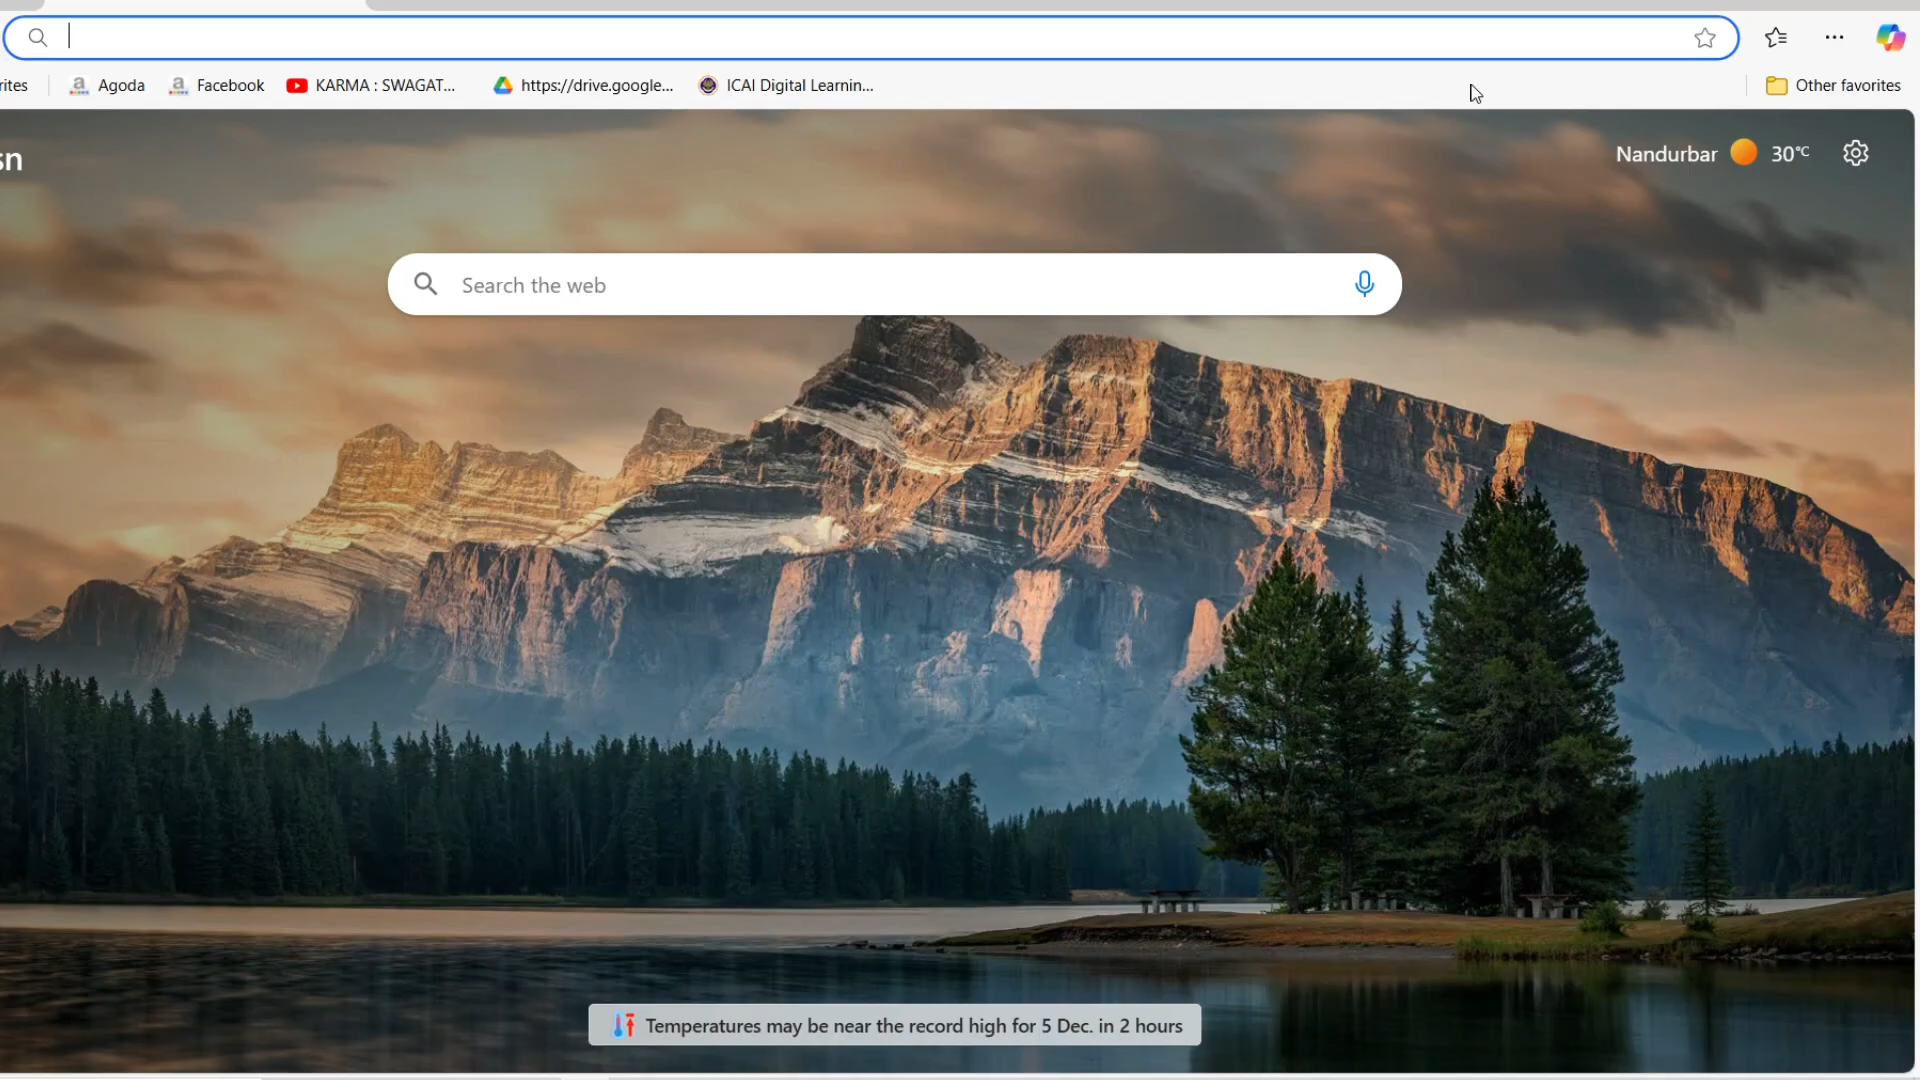 rites Agoda Facebook KARMA : SWAGAT... https://drive.google... ICAI Digital Learnin... Other favorites
sn Nandurbar 30°C
Search the web
Temperatures may be near the record high for 5 Dec. in 2 hours